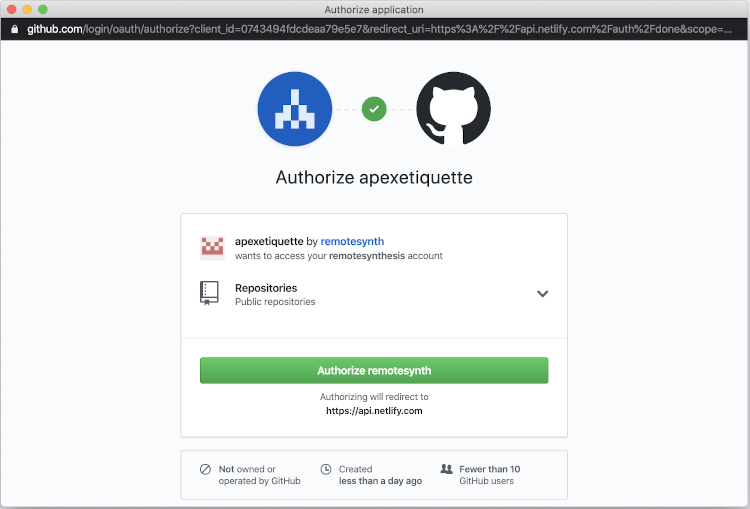 Authorize application
github.com/login/oauth/authorize?client_id=0743494fdcdeaa79e5e7&redirect_uri=https%3A%2F%2Fapi.netlify.com%2Fauth%2Fdone&scope=...
Authorize apexetiquette
apexetiquette by remotesynth
wants to access your remotesynthesis account
Repositories
Public repositories
Authorize remotesynth
Authorizing will redirect to
https://api.netlify.com
Not owned or
operated by GitHub
Created
less than a day ago
Fewer than 10
GitHub users